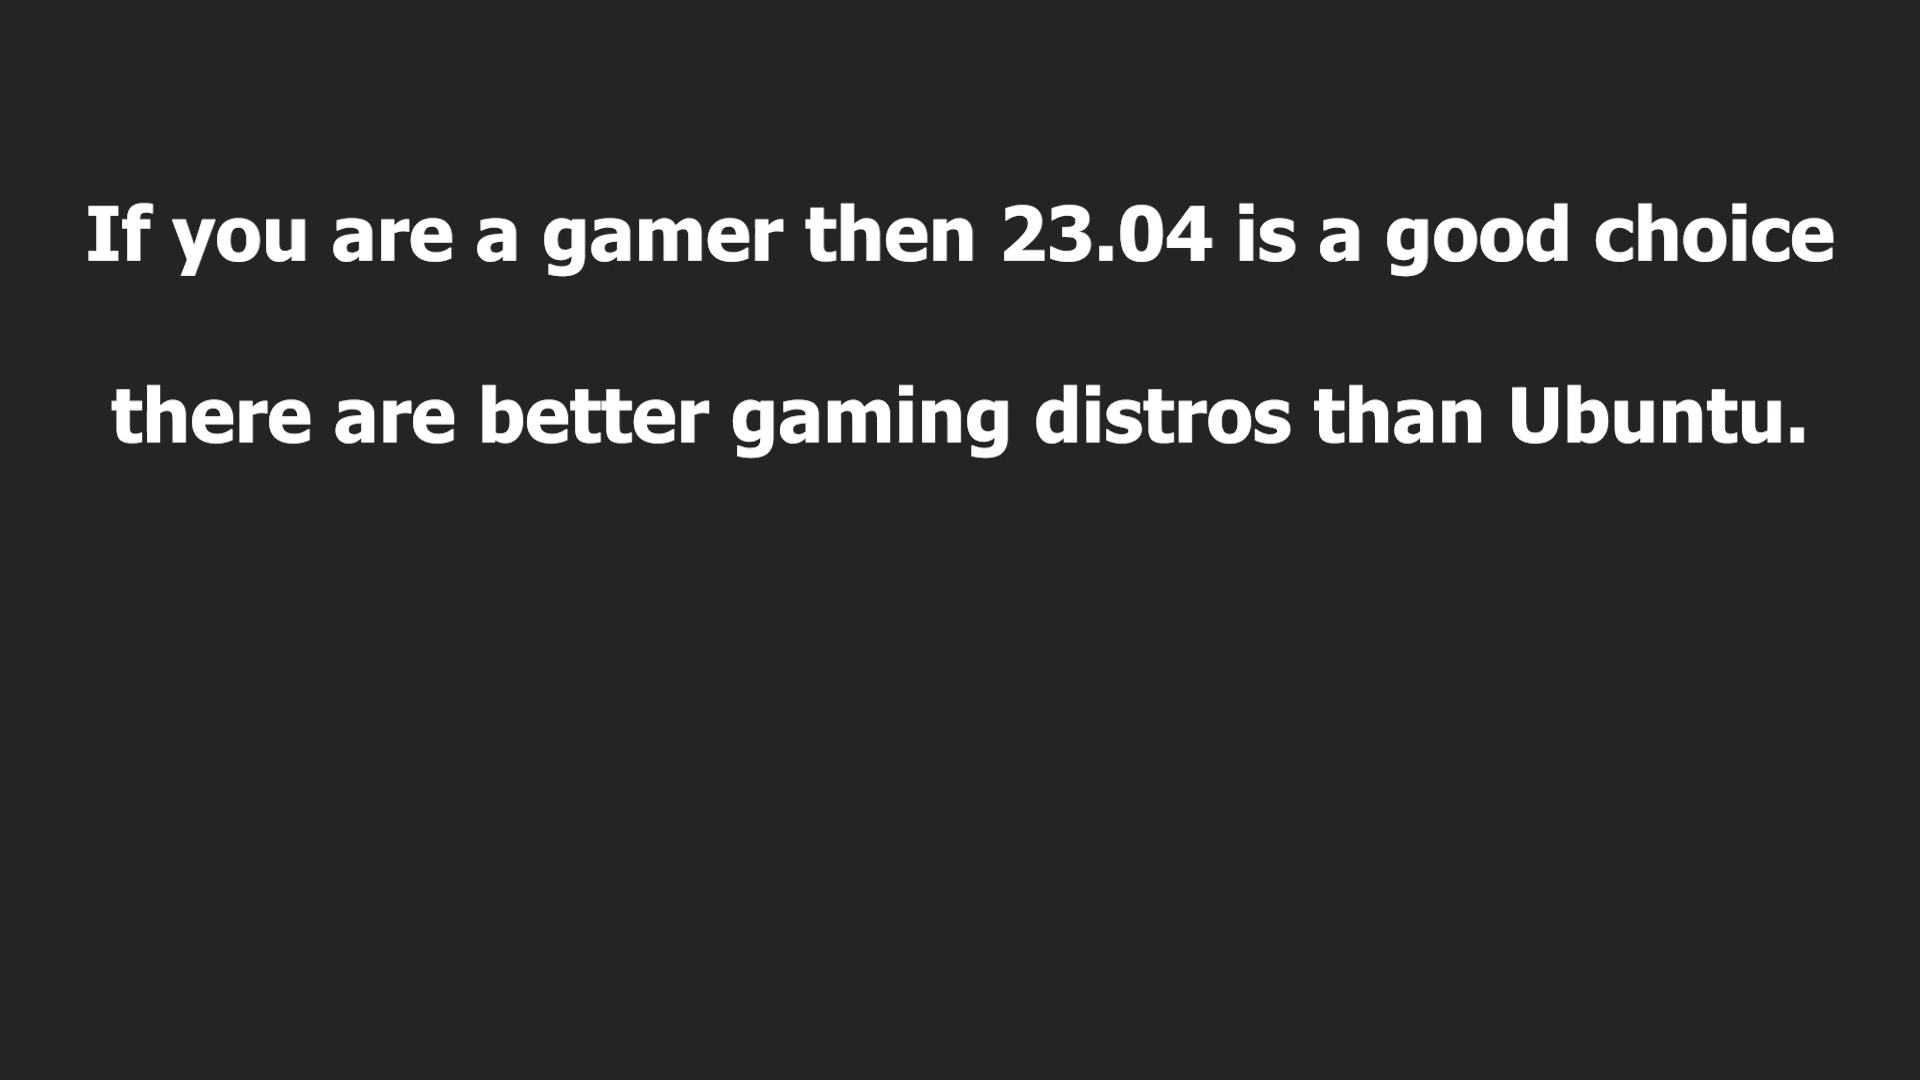 If you are a gamer then 23.04 is a good choice
there are better gaming distros than Ubuntu.